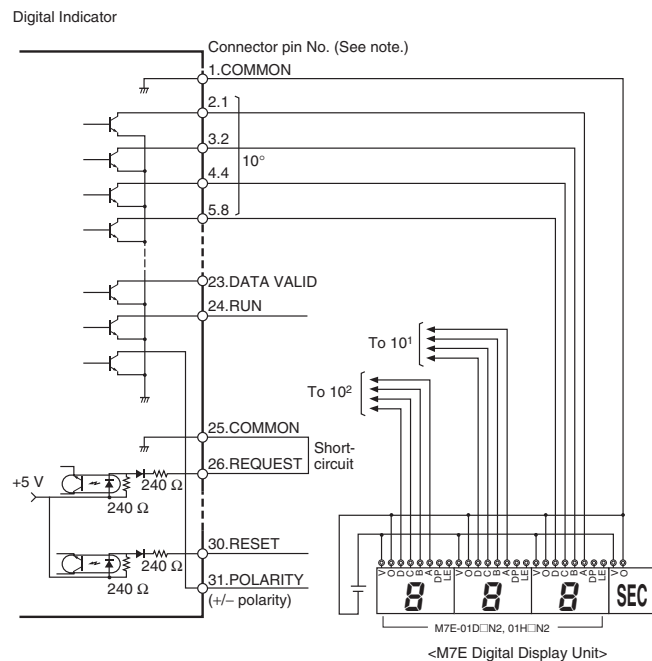 Digital Indicator
Connector pin No. (See note.)
1.COMMON
2.1
3.2
10°
4.4
5.8
23.DATA VALID
24.RUN
To 10¹
To 10²
25.COMMON
Short-
circuit
26.REQUEST
+5 V
240 Ω
240 Ω
30.RESET
240 Ω
240 Ω
31.POLARITY
(+/− polarity)
V O D C B A DP LE V O D C B A DP LE V O D C B A DP LE V O
8 8 8 SEC
M7E-01D□N2, 01H□N2
<M7E Digital Display Unit>